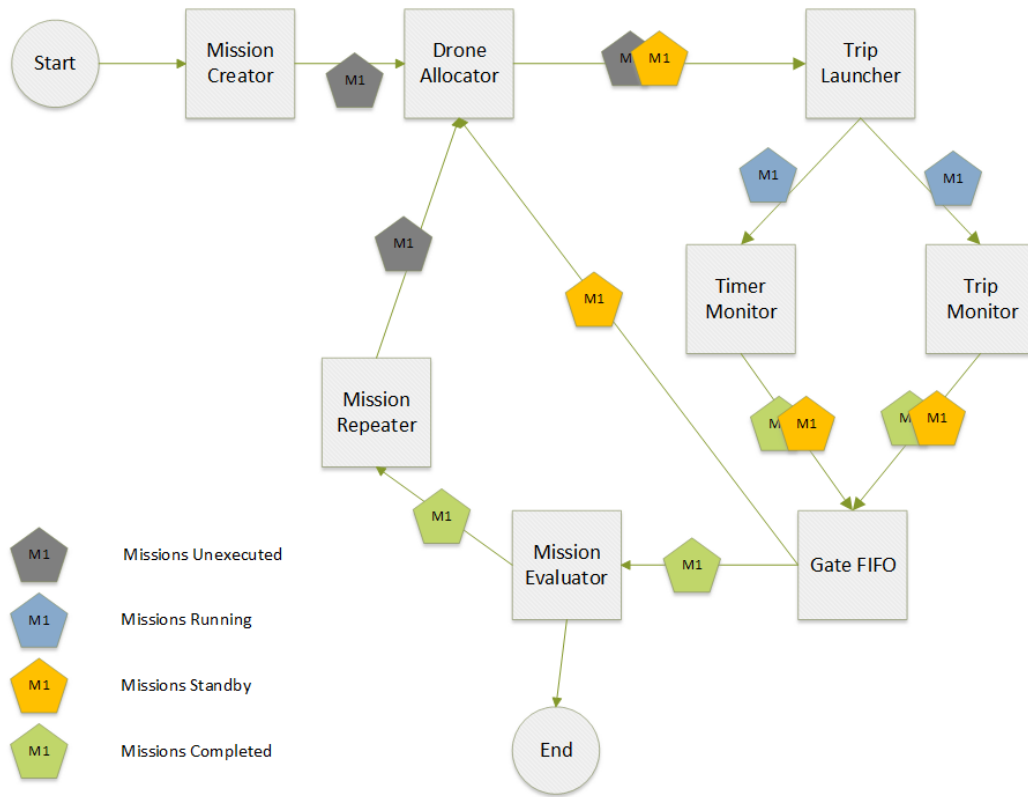 Start
Mission
Creator
M1
Drone
Allocator
M
M1
Trip
Launcher
M1
M1
M1
M1
Timer
Monitor
Trip
Monitor
Mission
Repeater
M
M1
M
M1
M1
Mission
Evaluator
M1
Gate FIFO
M1
Missions Unexecuted
M1
Missions Running
M1
Missions Standby
M1
Missions Completed
End